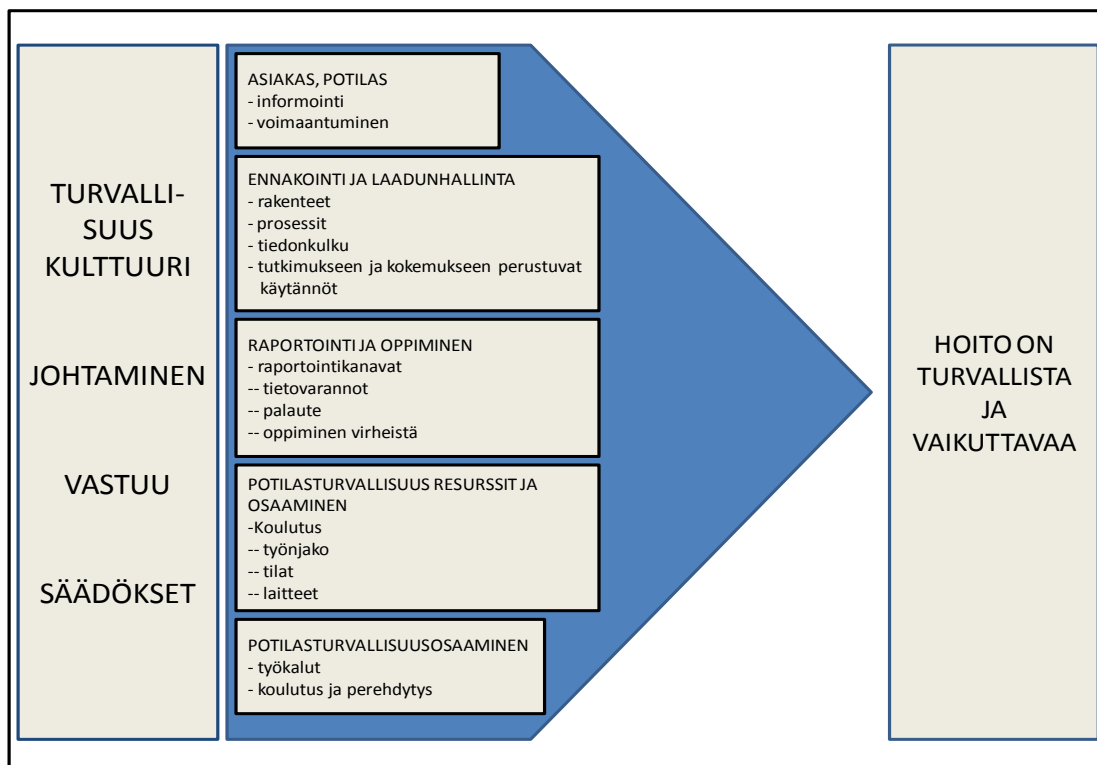 TURVALLI-
SUUS
KULTTUURI
JOHTAMINEN
VASTUU
SÄÄDÖKSET
ASIAKAS, POTILAS
- informointi
- voimaantuminen
ENNAKOINTI JA LAADUNHALLINTA
- rakenteet
- prosessit
- tiedonkulku
- tutkimukseen ja kokemukseen perustuvat
käytännöt
RAPORTOINTI JA OPPIMINEN
- raportointikanavat
-- tietovarannot
-- palaute
-- oppiminen virheistä
POTILASTURVALLISUUS RESURSSIT JA
OSAAMINEN
-Koulutus
-- työnjako
-- tilat
-- laitteet
POTILASTURVALLISUUSOSAAMINEN
- työkalut
- koulutus ja perehdytys
HOITO ON
TURVALLISTA
JA
VAIKUTTAVAA